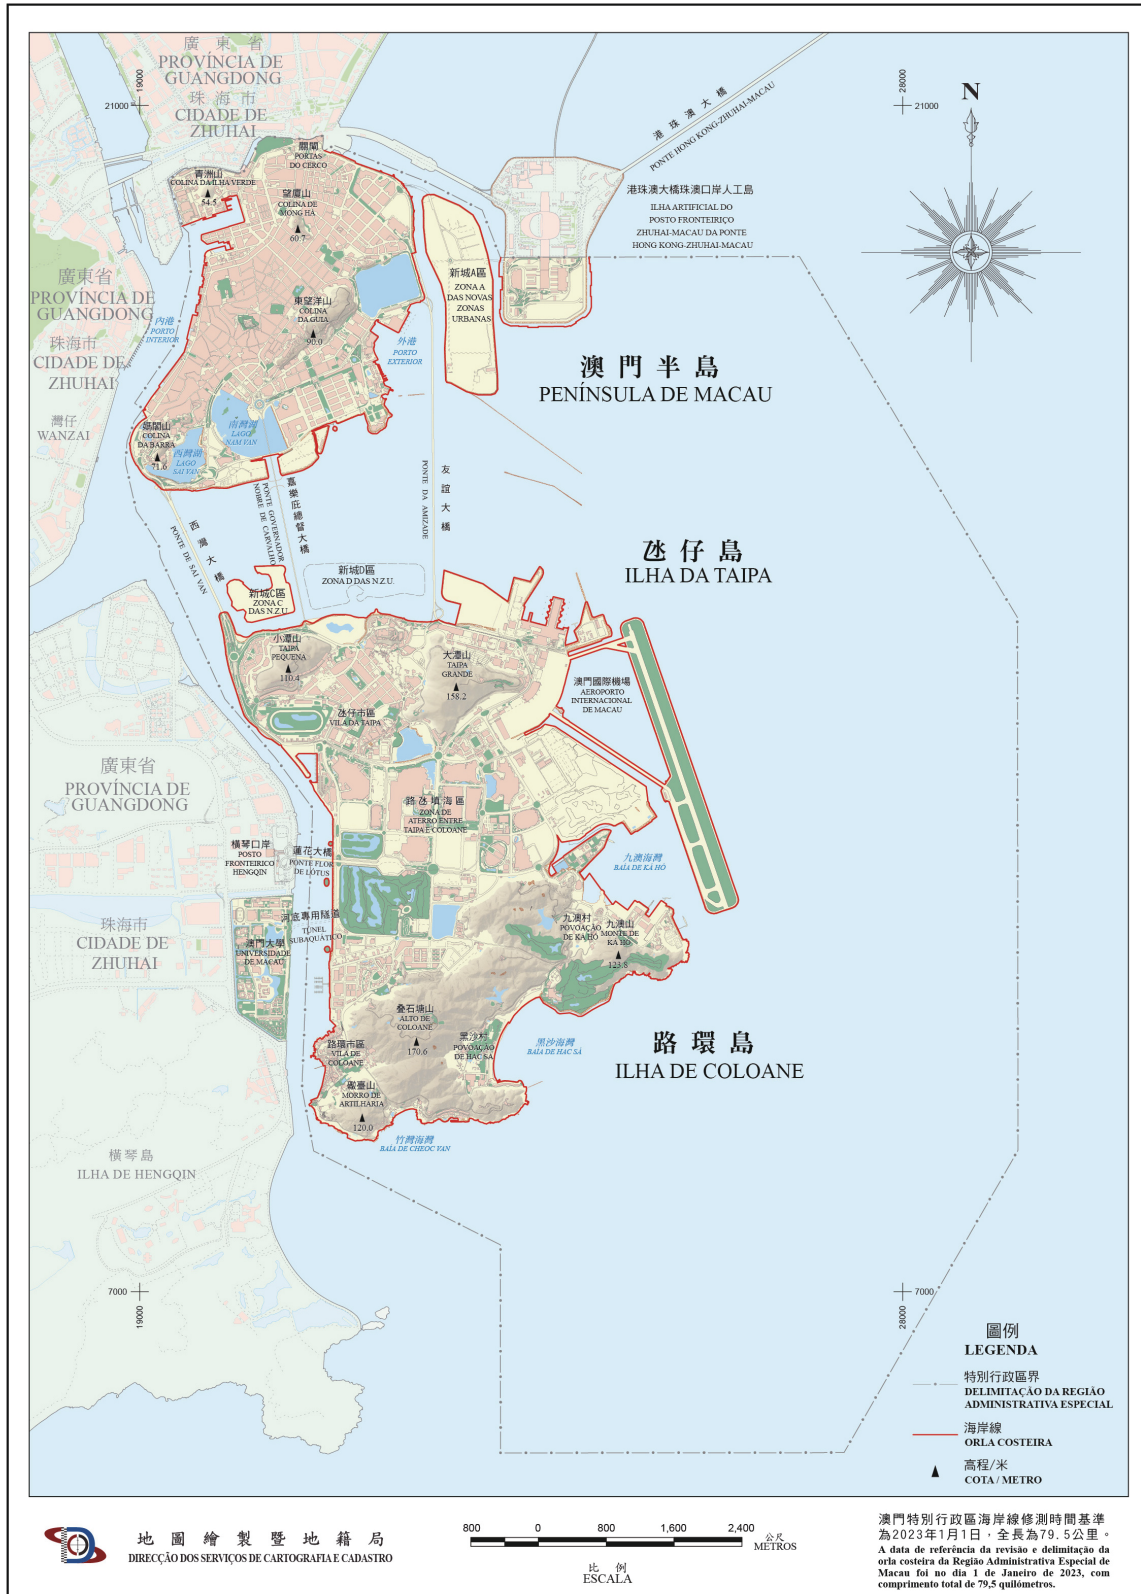 廣東省
PROVÍNCIA DE
GUANGDONG
珠海市
CIDADE DE
ZHUHAI
19000
21000
28000
21000
N
港珠澳大橋
PONTE HONG KONG-ZHUHAI-MACAU
關閘
PORTAS
DO CERCO
青洲山
COLINA DA ILHA VERDE
54.5
望廈山
COLINA DE
MONG HÁ
60.7
港珠澳大橋珠澳口岸人工島
ILHA ARTIFICIAL DO
POSTO FRONTEIRIÇO
ZHUHAI-MACAU DA PONTE
HONG KONG-ZHUHAI-MACAU
新城A區
ZONA A
DAS NOVAS
ZONAS
URBANAS
廣東省
PROVÍNCIA DE
GUANGDONG
珠海市
CIDADE DE
ZHUHAI
內港
PORTO
INTERIOR
東望洋山
COLINA
DA GUIA
90.0
外港
PORTO
EXTERIOR
澳門半島
PENÍNSULA DE MACAU
灣仔
WANZAI
媽閣山
COLINA
DA BARRA
71.6
南灣湖
LAGO
NAM VAN
西灣湖
LAGO
SAI VAN
西灣大橋
PONTE DE SAI VAN
嘉樂庇總督大橋
PONTE GOVERNADOR
NOBRE DE CARVALHO
友誼大橋
PONTE DA AMIZADE
氹仔島
ILHA DA TAIPA
新城C區
ZONA C
DAS N.Z.U.
新城D區
ZONA D DAS N.Z.U.
小潭山
TAIPA
PEQUENA
110.4
大潭山
TAIPA
GRANDE
158.2
澳門國際機場
AEROPORTO
INTERNACIONAL
DE MACAU
氹仔市區
VILA DA TAIPA
廣東省
PROVÍNCIA DE
GUANGDONG
路氹填海區
ZONA DE
ATERRO ENTRE
TAIPA E COLOANE
橫琴口岸
POSTO
FRONTEIRICO
HENGQIN
蓮花大橋
PONTE FLOR
DE LÓTUS
九澳海灣
BAÍA DE KÁ HÓ
珠海市
CIDADE DE
ZHUHAI
河底專用隧道
TÚNEL
SUBAQUÁTICO
澳門大學
UNIVERSIDADE
DE MACAU
九澳村
POVOAÇÃO
DE KÁ HÓ
九澳山
MONTE DE
KÁ HÓ
123.8
叠石塘山
ALTO DE
COLOANE
170.6
黑沙村
POVOAÇÃO
DE HAC SÁ
黑沙海灣
BAÍA DE HAC SÁ
路環島
ILHA DE COLOANE
路環市區
VILA DE
COLOANE
礮臺山
MORRO DE
ARTILHARIA
120.0
竹灣海灣
BAÍA DE CHEOC VAN
橫琴島
ILHA DE HENGQIN
7000
19000
28000
7000
圖例
LEGENDA
特別行政區界
DELIMITAÇÃO DA REGIÃO
ADMINISTRATIVA ESPECIAL
海岸線
ORLA COSTEIRA
高程/米
COTA / METRO
地圖繪製暨地籍局
DIRECÇÃO DOS SERVIÇOS DE CARTOGRAFIA E CADASTRO
800 0 800 1,600 2,400
公尺
METROS
比例
ESCALA
澳門特別行政區海岸線修測時間基準
為2023年1月1日，全長為79.5公里。
A data de referência da revisão e delimitação da
orla costeira da Região Administrativa Especial de
Macau foi no dia 1 de Janeiro de 2023, com
comprimento total de 79,5 quilómetros.